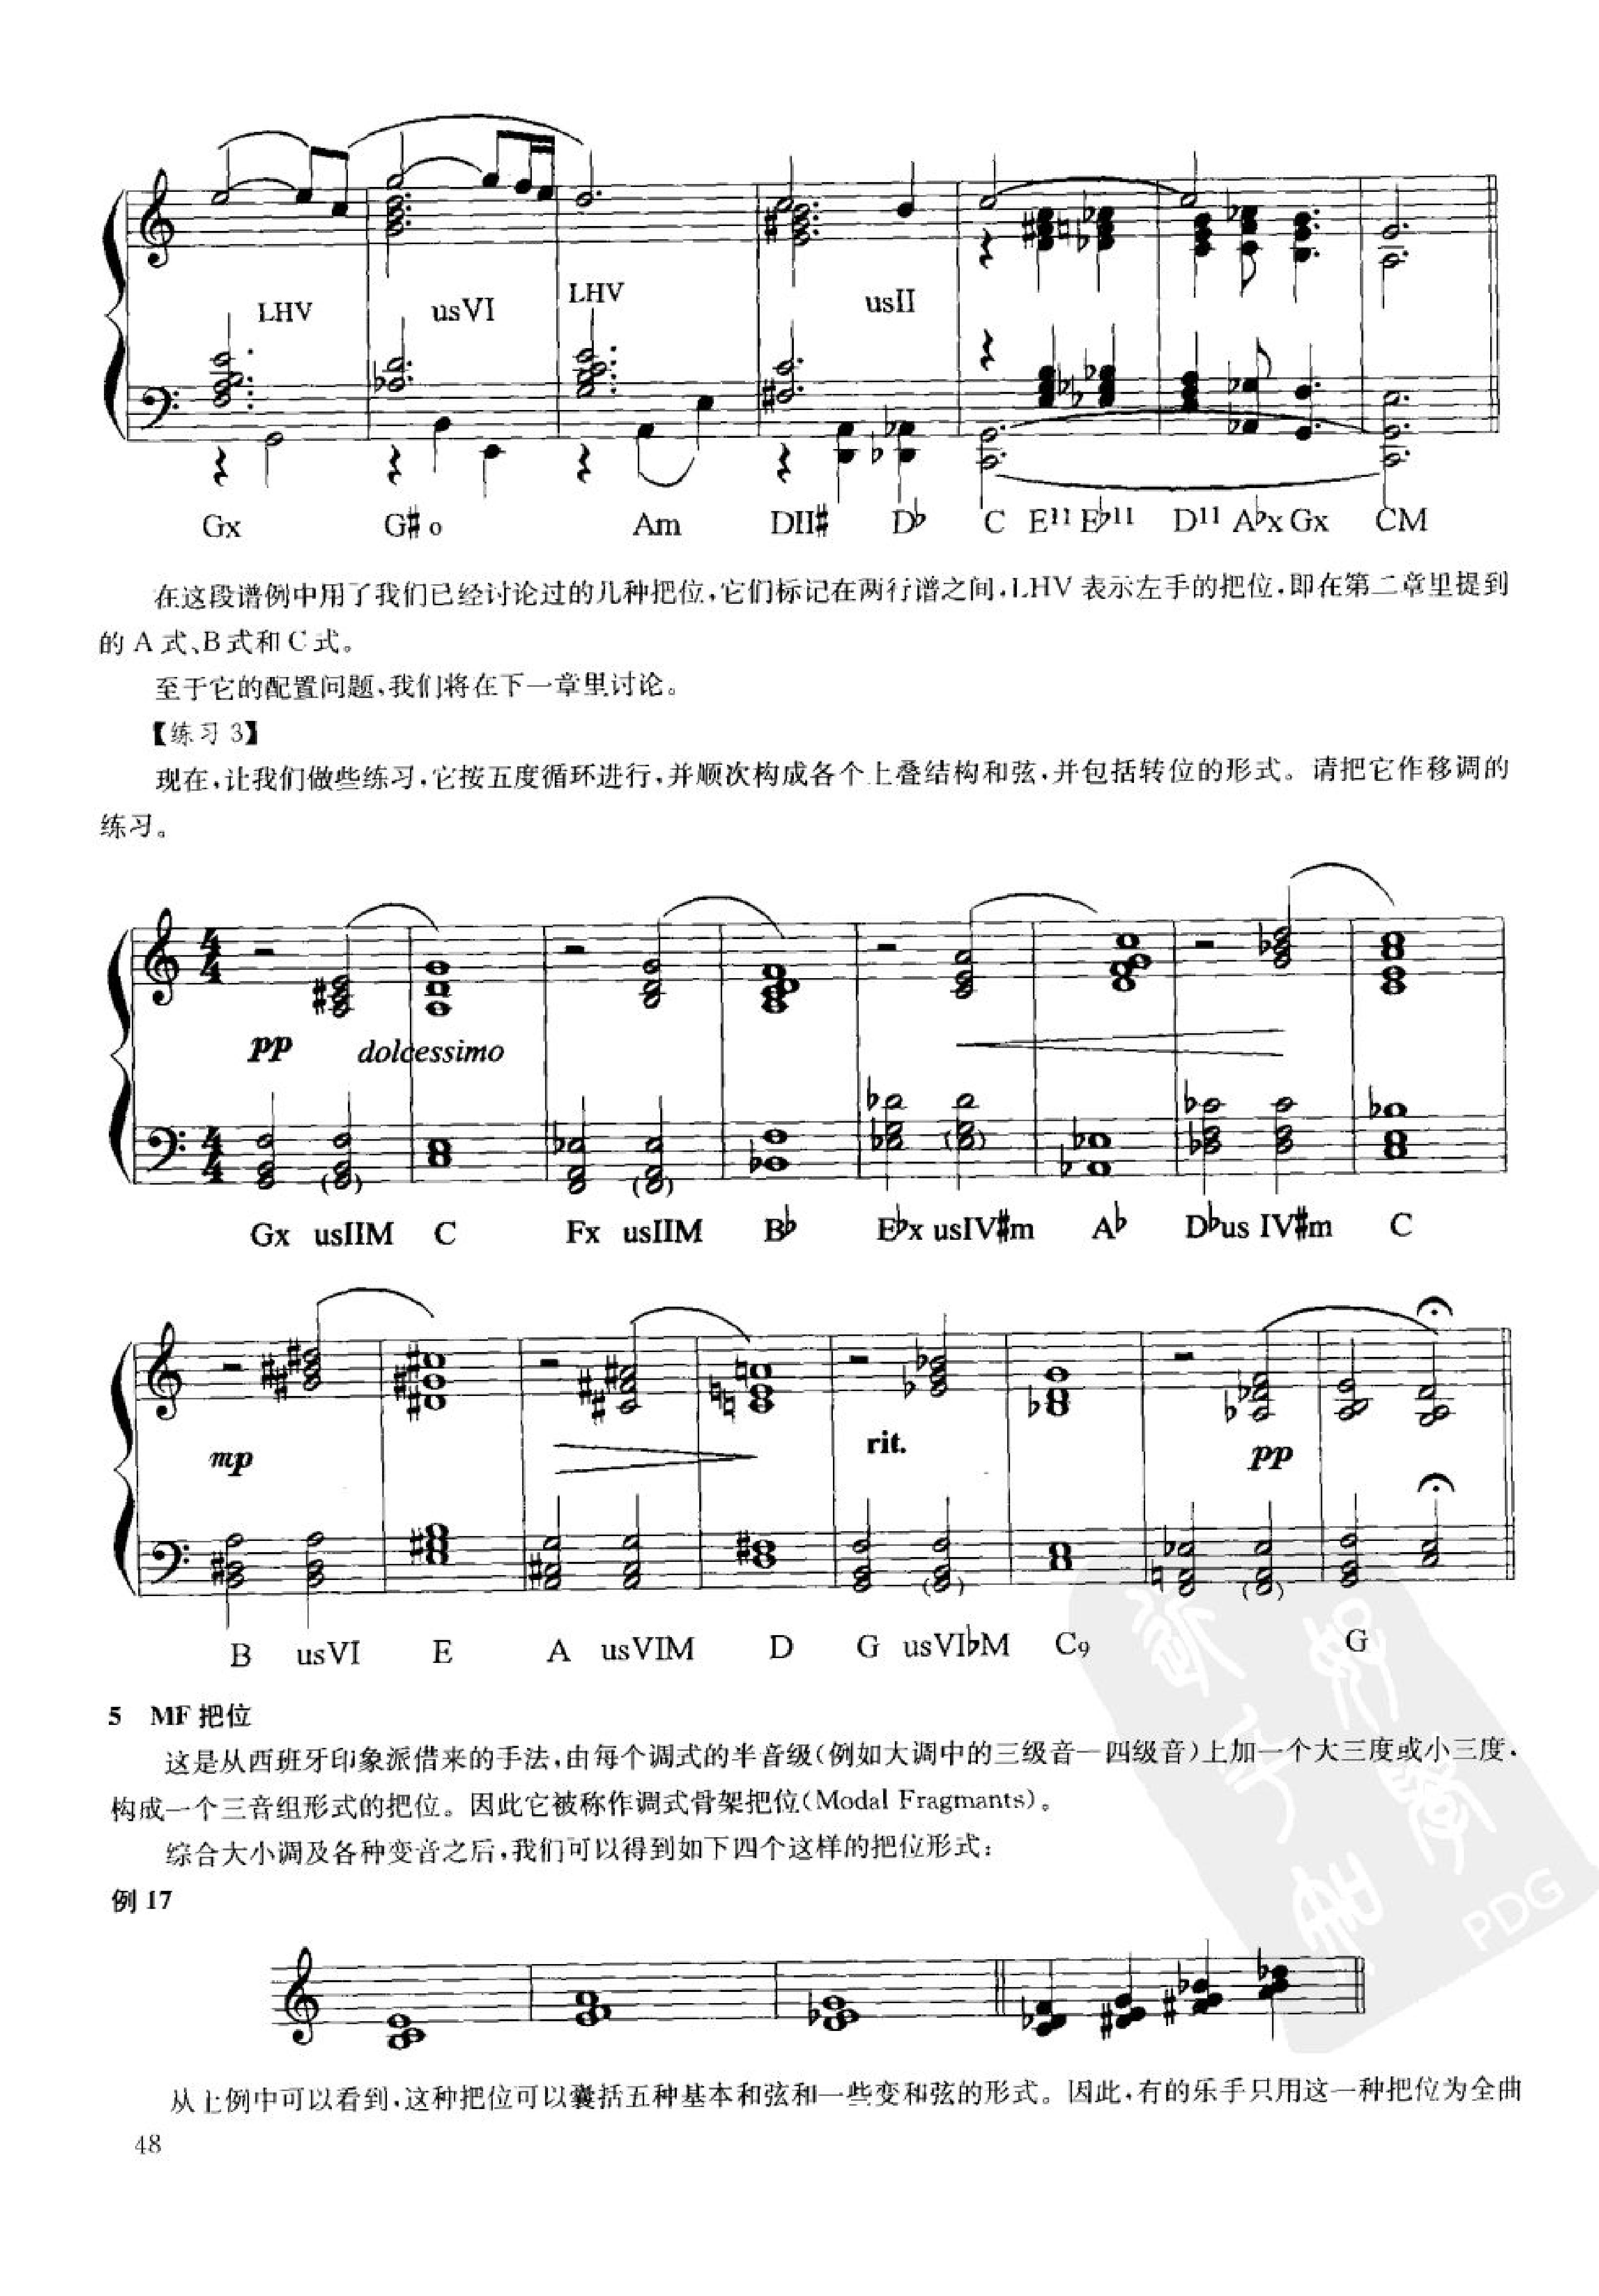 LHV usVI LHV usII
Gx G♯o Am DII♯ D♭ C E11 E♭11 D11 A♭x Gx CM
在这段谱例中用了我们已经讨论过的几种把位,它们标记在两行谱之间,LHV 表示左手的把位,即在第二章里提到
的 A 式、B 式和 C 式。
至于它的配置问题,我们将在下一章里讨论。
【练习 3】
现在,让我们做些练习,它按五度循环进行,并顺次构成各个上叠结构和弦,并包括转位的形式。请把它作移调的
练习。
pp dolcessimo
Gx usIIM C Fx usIIM B♭ E♭x usIV♯m A♭ D♭us IV♯m C
mp rit. pp
B usVI E A usVIM D G usVI♭M C9 G
5 MF 把位
这是从西班牙印象派借来的手法,由每个调式的半音级(例如大调中的三级音—四级音)上加一个大三度或小三度,
构成一个三音组形式的把位。因此它被称作调式骨架把位(Modal Fragmants)。
综合大小调及各种变音之后,我们可以得到如下四个这样的把位形式:
例 17
从上例中可以看到,这种把位可以囊括五种基本和弦和一些变和弦的形式。因此,有的乐手只用这一种把位为全曲
48
PDG